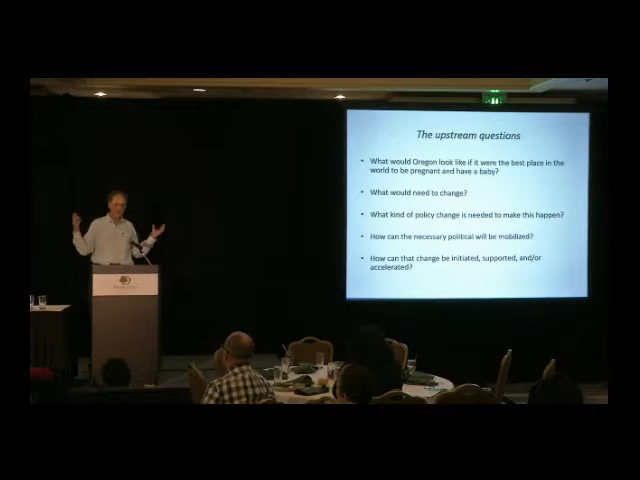 The upstream questions
• What would Oregon look like if it were the best place in the
world to be pregnant and have a baby?
• What would need to change?
• What kind of policy change is needed to make this happen?
• How can the necessary political will be mobilized?
• How can that change be initiated, supported, and/or
accelerated?